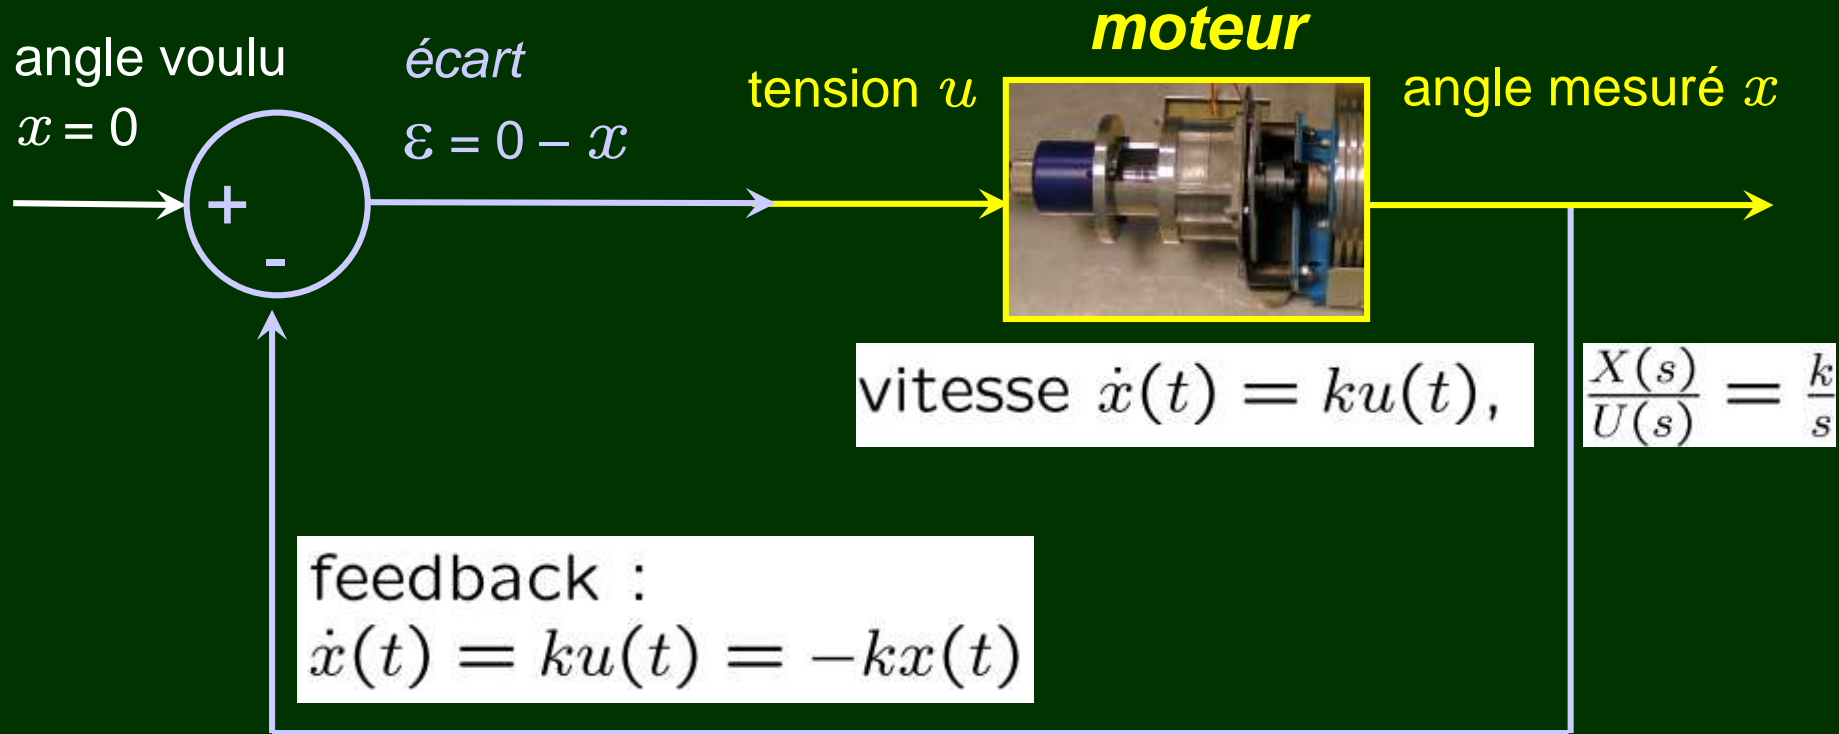 moteur
angle voulu
x = 0
écart
ε = 0 – x
tension u
angle mesuré x
+
-
vitesse ẋ(t) = ku(t),
X(s)/U(s) = k/s
feedback :
ẋ(t) = ku(t) = −kx(t)